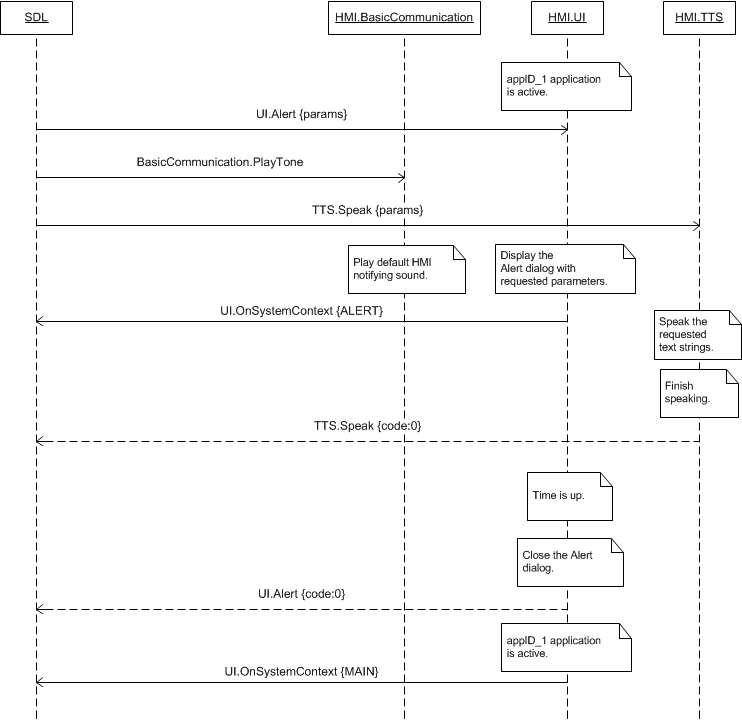 SDL
HMI.BasicCommunication
HMI.UI
HMI.TTS
appID_1 application
is active.
UI.Alert {params}
BasicCommunication.PlayTone
TTS.Speak {params}
Play default HMI
notifying sound.
Display the
Alert dialog with
requested parameters.
UI.OnSystemContext {ALERT}
Speak the
requested
text strings.
Finish
speaking.
TTS.Speak {code:0}
Time is up.
Close the Alert
dialog.
UI.Alert {code:0}
appID_1 application
is active.
UI.OnSystemContext {MAIN}